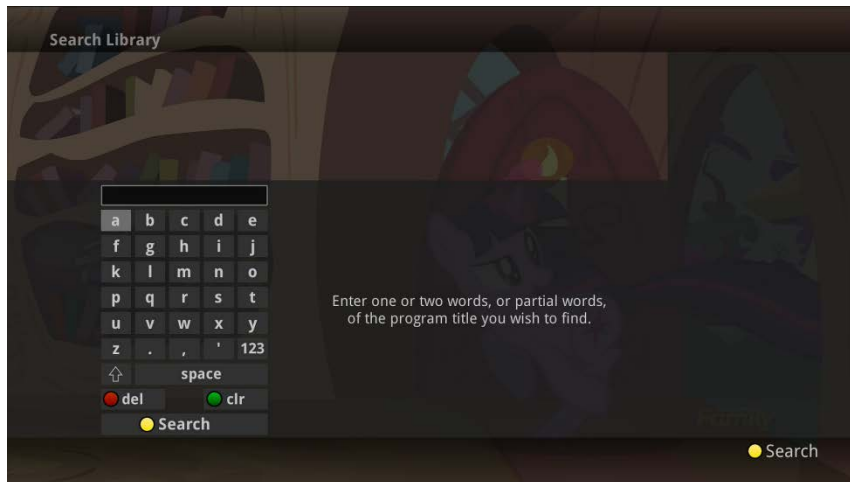 Search Library
a b c d e
f g h i j
k l m n o
p q r s t
u v w x y
z . , ' 123
space
del clr
Search
Enter one or two words, or partial words,
of the program title you wish to find.
Family
Search